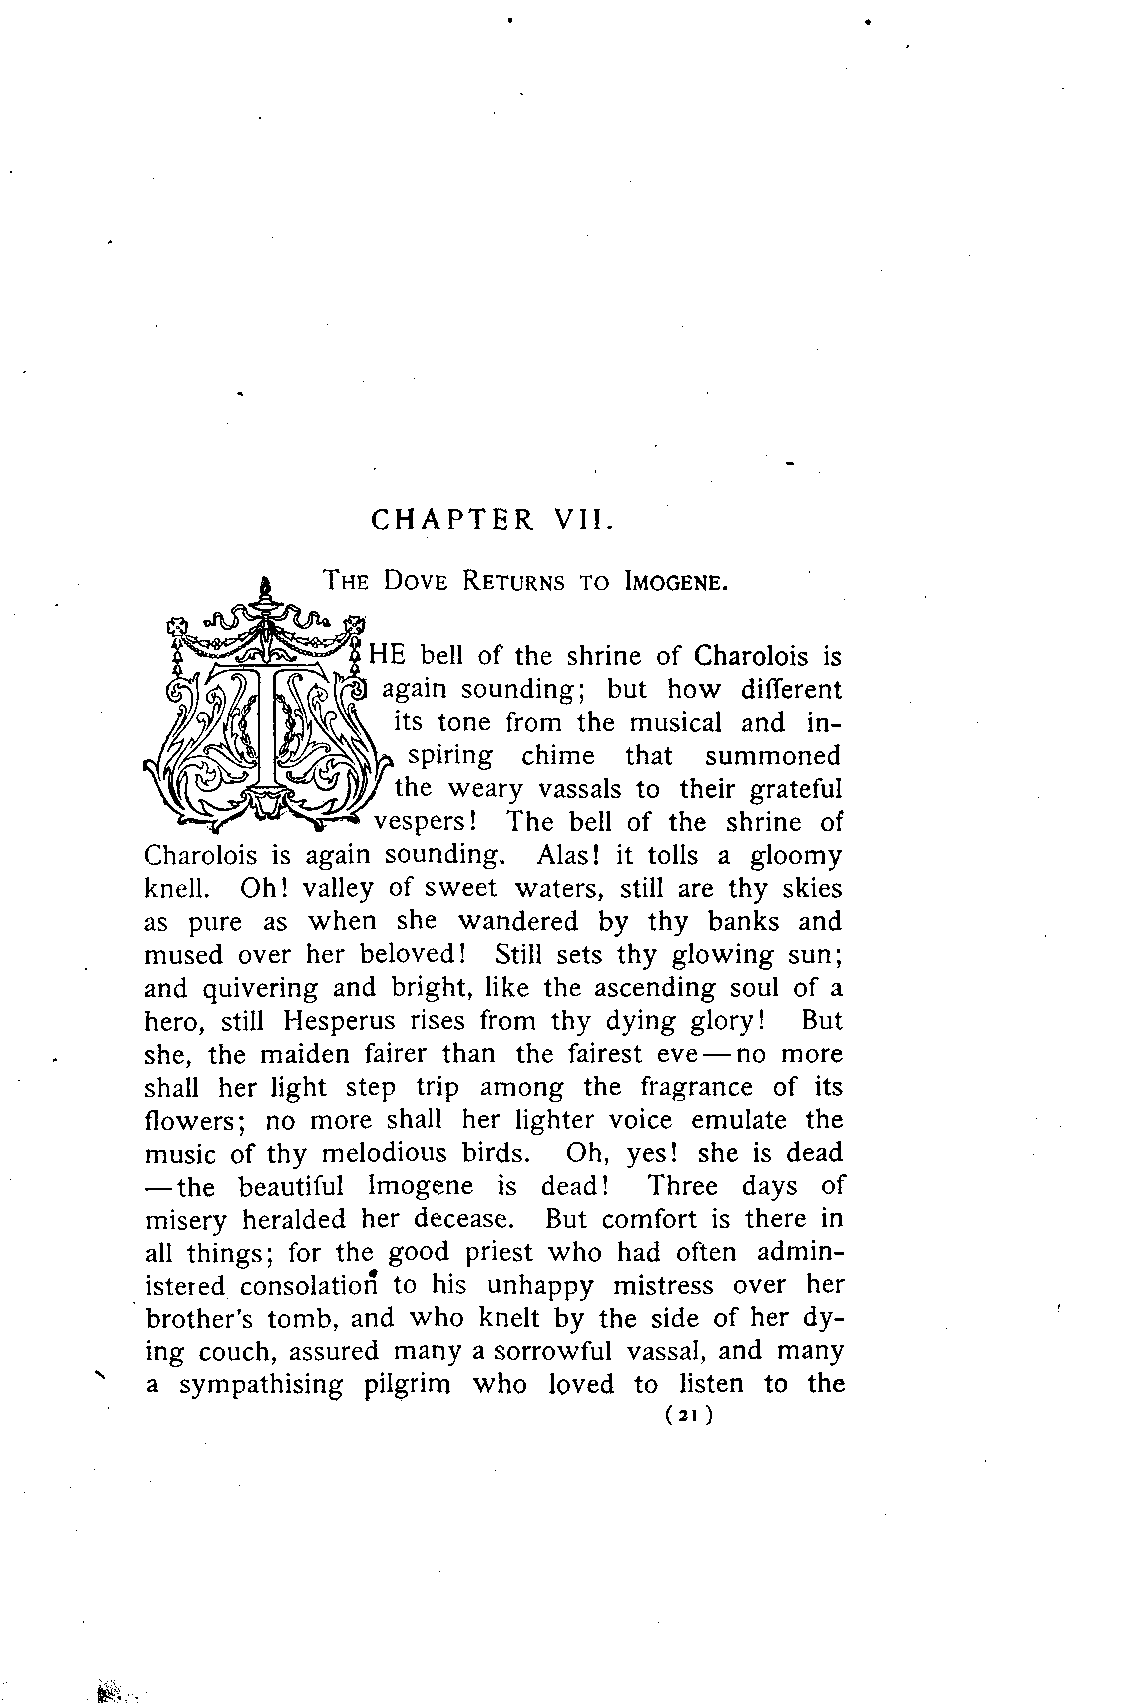 CHAPTER VII.
THE DOVE RETURNS TO IMOGENE.
THE bell of the shrine of Charolois is
again sounding; but how different
its tone from the musical and in-
spiring chime that summoned
the weary vassals to their grateful
vespers! The bell of the shrine of
Charolois is again sounding. Alas! it tolls a gloomy
knell. Oh! valley of sweet waters, still are thy skies
as pure as when she wandered by thy banks and
mused over her beloved! Still sets thy glowing sun;
and quivering and bright, like the ascending soul of a
hero, still Hesperus rises from thy dying glory! But
she, the maiden fairer than the fairest eve—no more
shall her light step trip among the fragrance of its
flowers; no more shall her lighter voice emulate the
music of thy melodious birds. Oh, yes! she is dead
—the beautiful Imogene is dead! Three days of
misery heralded her decease. But comfort is there in
all things; for the good priest who had often admin-
istered consolation to his unhappy mistress over her
brother's tomb, and who knelt by the side of her dy-
ing couch, assured many a sorrowful vassal, and many
a sympathising pilgrim who loved to listen to the
(21)